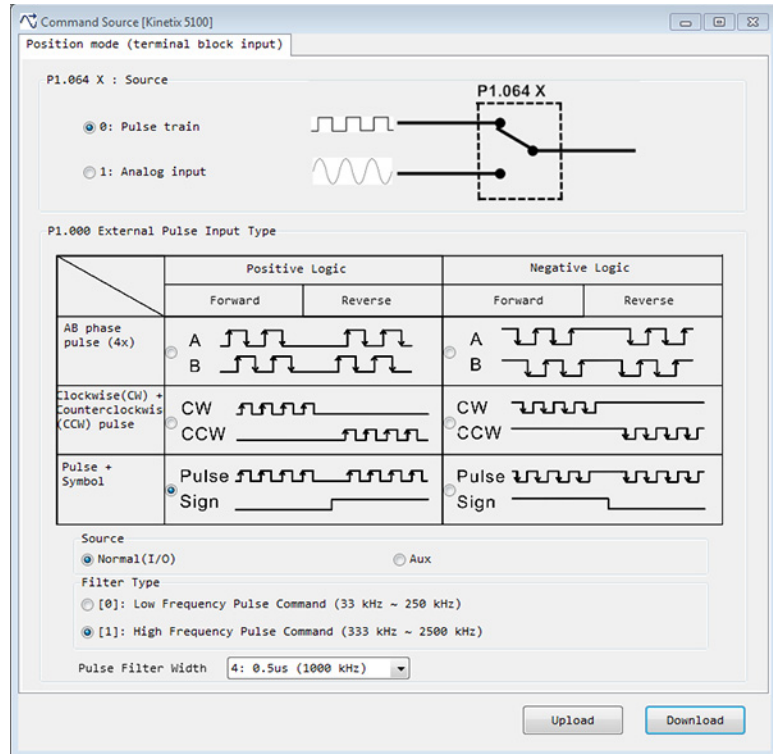 Command Source [Kinetix 5100]
Position mode (terminal block input)
P1.064 X : Source
P1.064 X
0: Pulse train
1: Analog input
P1.000 External Pulse Input Type
Positive Logic Negative Logic
Forward Reverse Forward Reverse
AB phase
pulse (4x)
A
B
A
B
Clockwise(CW) +
Counterclockwis
(CCW) pulse
CW
CCW
CW
CCW
Pulse +
Symbol
Pulse
Sign
Pulse
Sign
Source
Normal(I/O) Aux
Filter Type
[0]: Low Frequency Pulse Command (33 kHz ~ 250 kHz)
[1]: High Frequency Pulse Command (333 kHz ~ 2500 kHz)
Pulse Filter Width 4: 0.5us (1000 kHz)
Upload Download